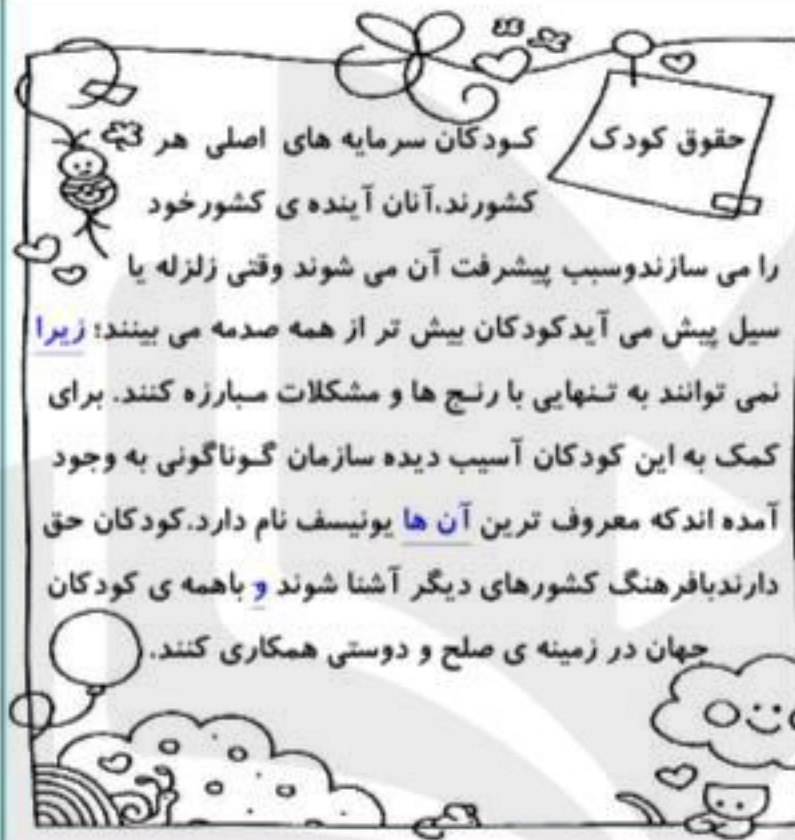 حقوق کودک
کودکان سرمایه های اصلی هر
کشورند.آنان آینده ی کشورخود
را می سازندوسبب پیشرفت آن می شوند وقتی زلزله یا
سیل پیش می آیدکودکان بیش تر از همه صدمه می بینند؛ زیرا
نمی توانند به تنهایی با رنج ها و مشکلات مبارزه کنند. برای
کمک به این کودکان آسیب دیده سازمان گوناگونی به وجود
آمده اندکه معروف ترین آن ها یونیسف نام دارد.کودکان حق
دارندبافرهنگ کشورهای دیگر آشنا شوند و باهمه ی کودکان
جهان در زمینه ی صلح و دوستی همکاری کنند.